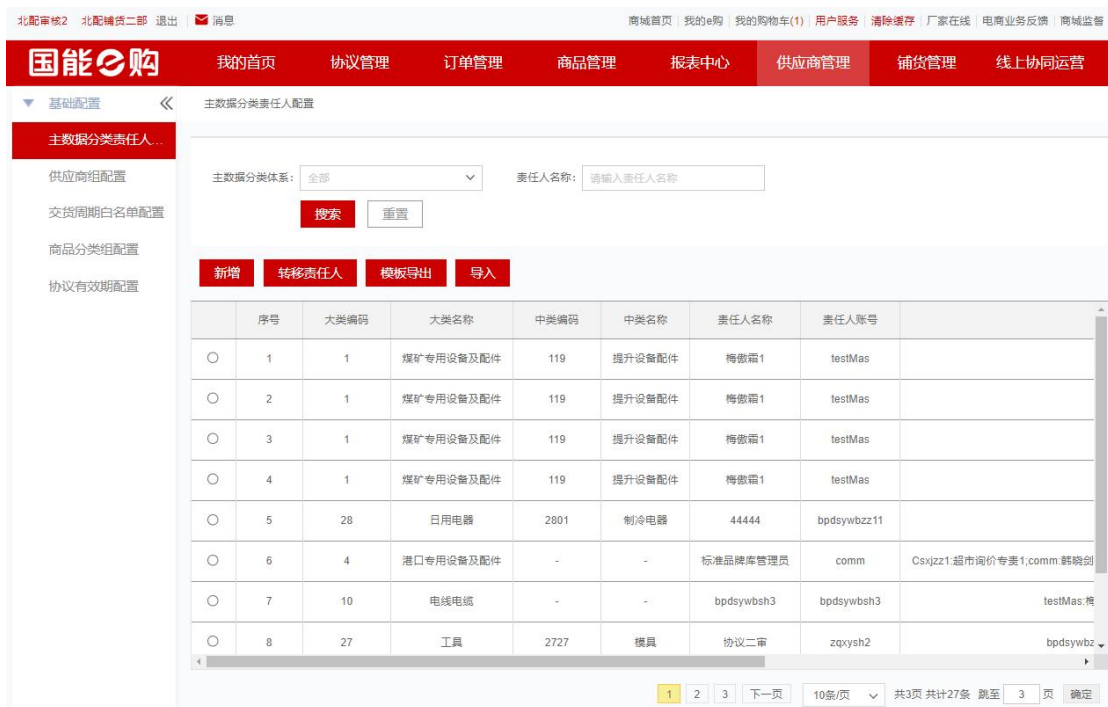 北配审核2 北配铺货二部 退出 消息 商城首页 我的e购 我的购物车(1) 用户服务 清除缓存 厂家在线 电商业务反馈 商城监督
国能e购 我的首页 协议管理 订单管理 商品管理 报表中心 供应商管理 铺货管理 线上协同运营
基础配置 主数据分类责任人配置
主数据分类责任人...
供应商组配置
交货周期白名单配置
商品分类组配置
协议有效期配置
主数据分类体系: 全部 责任人名称: 请输入责任人名称
搜索 重置
新增 转移责任人 模板导出 导入
序号 大类编码 大类名称 中类编码 中类名称 责任人名称 责任人账号
1 1 煤矿专用设备及配件 119 提升设备配件 梅傲霜1 testMas
2 1 煤矿专用设备及配件 119 提升设备配件 梅傲霜1 testMas
3 1 煤矿专用设备及配件 119 提升设备配件 梅傲霜1 testMas
4 1 煤矿专用设备及配件 119 提升设备配件 梅傲霜1 testMas
5 28 日用电器 2801 制冷电器 44444 bpdsywbzz11
6 4 港口专用设备及配件 - - 标准品牌库管理员 comm Csxjzz1:超市询价专责1;comm:韩晓剑
7 10 电线电缆 - - bpdsywbsh3 bpdsywbsh3 testMas:梅
8 27 工具 2727 模具 协议二审 zqxysh2 bpdsywbz
1 2 3 下一页 10条/页 共3页 共计27条 跳至 3 页 确定